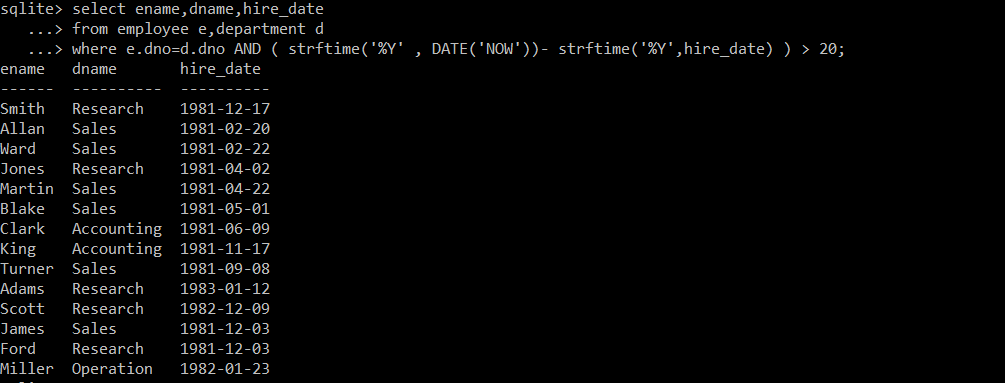 sqlite> select ename,dname,hire_date
   ...> from employee e,department d
   ...> where e.dno=d.dno AND ( strftime('%Y' , DATE('NOW'))- strftime('%Y',hire_date) ) > 20;
ename   dname       hire_date
------  ----------  ----------
Smith   Research    1981-12-17
Allan   Sales       1981-02-20
Ward    Sales       1981-02-22
Jones   Research    1981-04-02
Martin  Sales       1981-04-22
Blake   Sales       1981-05-01
Clark   Accounting  1981-06-09
King    Accounting  1981-11-17
Turner  Sales       1981-09-08
Adams   Research    1983-01-12
Scott   Research    1982-12-09
James   Sales       1981-12-03
Ford    Research    1981-12-03
Miller  Operation   1982-01-23